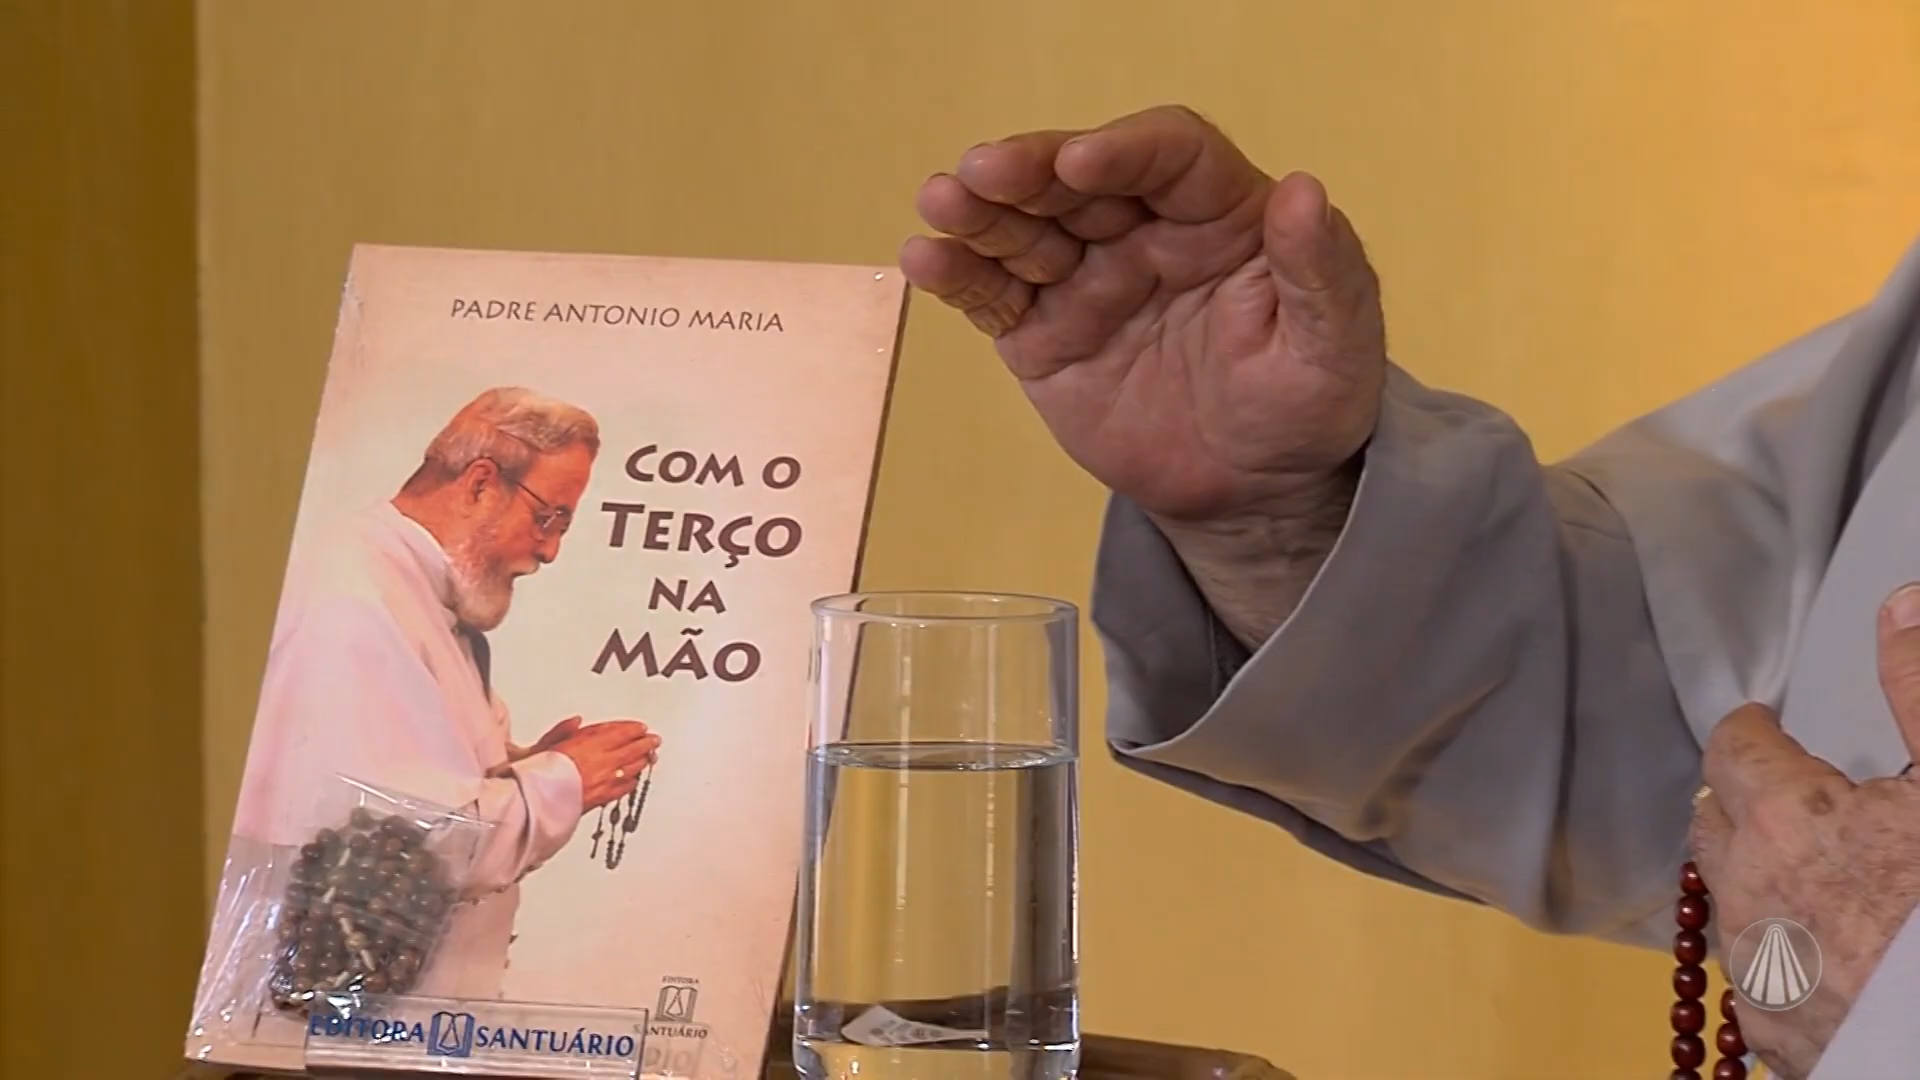 PADRE ANTONIO MARIA
COM O
TERÇO
NA
MÃO
EDITORA
SANTUÁRIO
EDITORA SANTUÁRIO